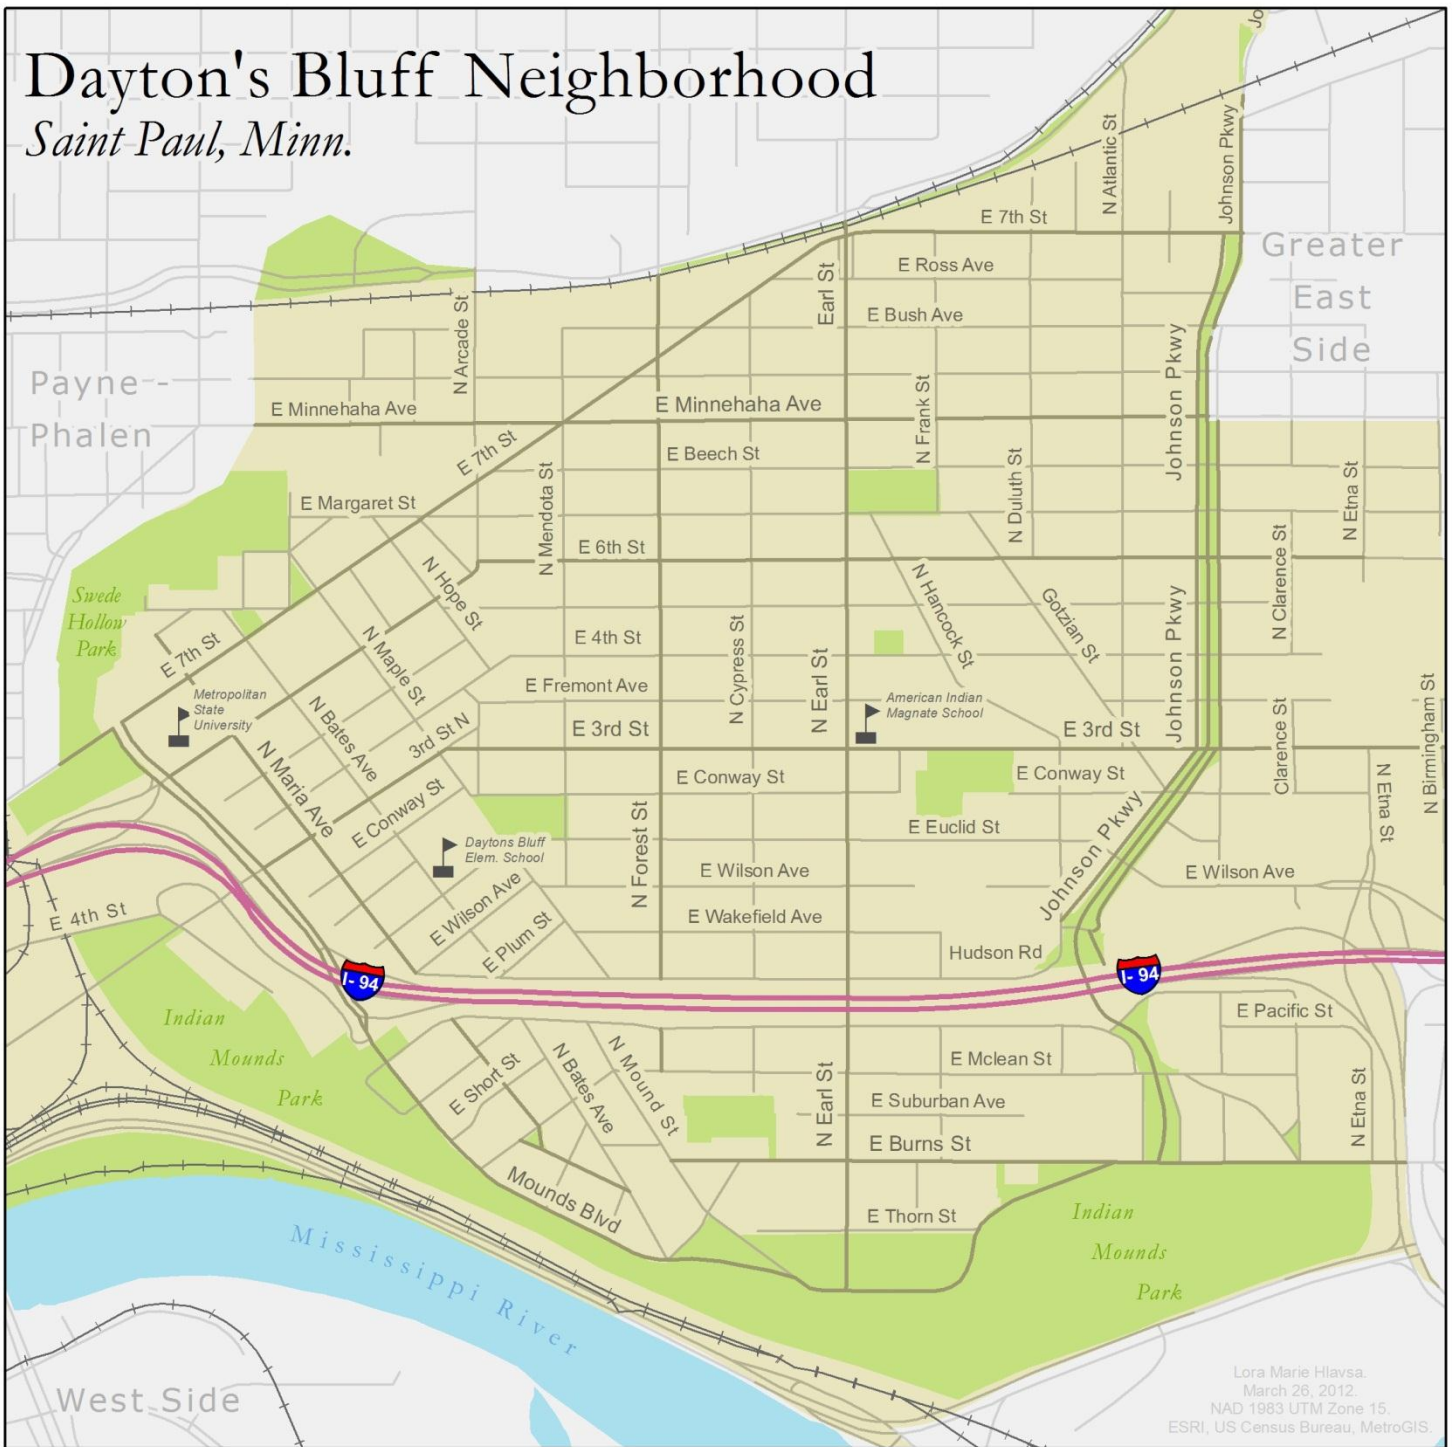 Dayton's Bluff Neighborhood
Saint Paul, Minn.
Jo
N Atlantic St
Johnson Pkwy
E 7th St
Greater
East
Side
E Ross Ave
Earl St
E Bush Ave
N Arcade St
Johnson Pkwy
Payne -
Phalen
E Minnehaha Ave
E Minnehaha Ave
N Frank St
E 7th St
E Beech St
N Mendota St
N Duluth St
N Etna St
E Margaret St
E 6th St
N Clarence St
N Hope St
N Hancock St
Gotzian St
Johnson Pkwy
Swede
Hollow
Park
E 7th St
N Maple St
E 4th St
N Cypress St
N Earl St
E Fremont Ave
Metropolitan
State
University
N Bates Ave
3rd St N
E 3rd St
American Indian
Magnate School
E 3rd St
Clarence St
N Birmingham St
N Maria Ave
E Conway St
E Conway St
E Conway St
N Etna St
Johnson Pkwy
N Forest St
E Euclid St
Daytons Bluff
Elem. School
E Wilson Ave
E Wilson Ave
E Wilson Ave
E 4th St
E Plum St
E Wakefield Ave
Hudson Rd
I- 94
I- 94
Indian
Mounds
Park
E Pacific St
E Short St
N Bates Ave
N Mound St
E Mclean St
N Earl St
E Suburban Ave
N Etna St
E Burns St
Mounds Blvd
E Thorn St
Indian
Mounds
Park
Mississippi River
West Side
Lora Marie Hlavsa.
March 26, 2012.
NAD 1983 UTM Zone 15.
ESRI, US Census Bureau, MetroGIS.